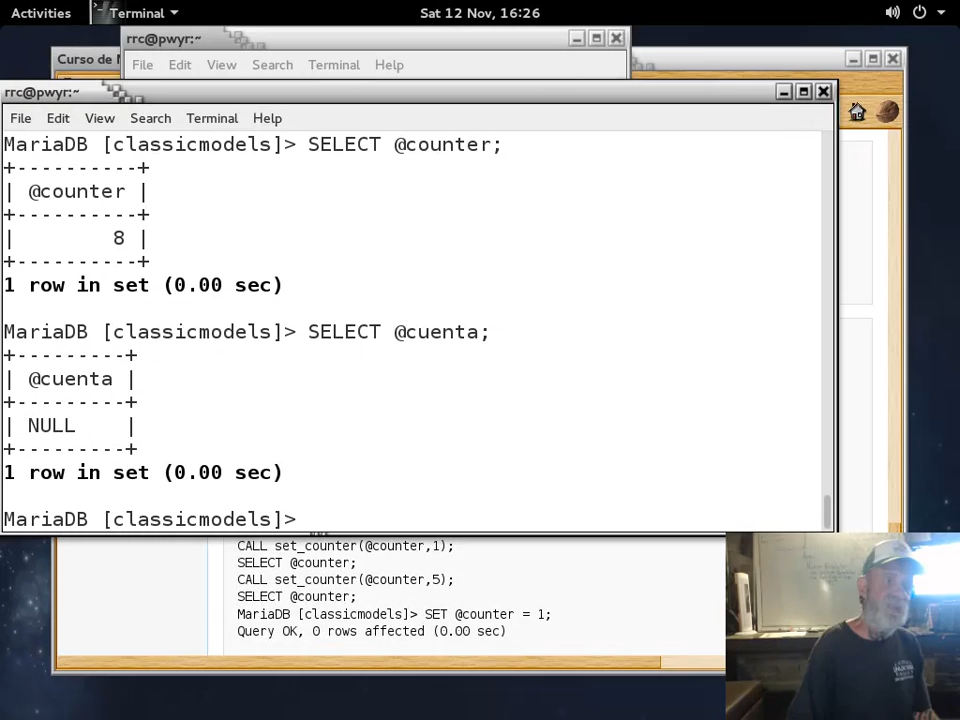 Activities Terminal Sat 12 Nov, 16:26
rrc@pwyr:~
Curso de
File Edit View Search Terminal Help
rrc@pwyr:~
File Edit View Search Terminal Help
MariaDB [classicmodels]> SELECT @counter;
+----------+
| @counter |
+----------+
|        8 |
+----------+
1 row in set (0.00 sec)
MariaDB [classicmodels]> SELECT @cuenta;
+---------+
| @cuenta |
+---------+
| NULL    |
+---------+
1 row in set (0.00 sec)
MariaDB [classicmodels]>
CALL set_counter(@counter,1);
SELECT @counter;
CALL set_counter(@counter,5);
SELECT @counter;
MariaDB [classicmodels]> SET @counter = 1;
Query OK, 0 rows affected (0.00 sec)